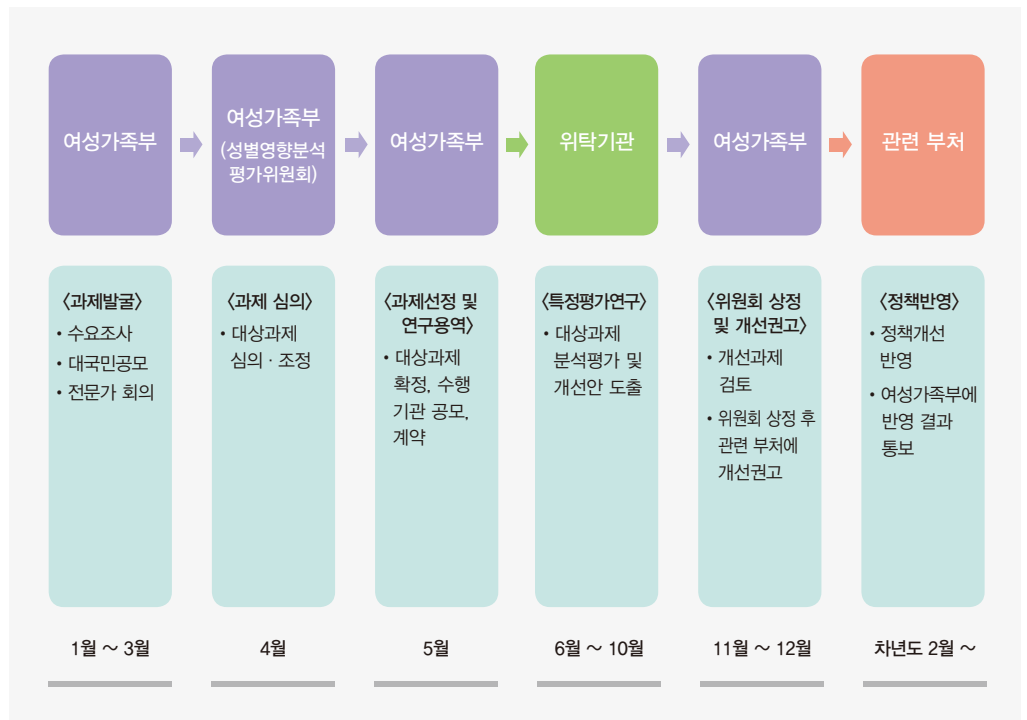 여성가족부
여성가족부
(성별영향분석
평가위원회)
여성가족부
위탁기관
여성가족부
관련 부처
〈과제발굴〉
• 수요조사
• 대국민공모
• 전문가 회의
〈과제 심의〉
• 대상과제
심의 · 조정
〈과제선정 및
연구용역〉
• 대상과제
확정, 수행
기관 공모,
계약
〈특정평가연구〉
• 대상과제
분석평가 및
개선안 도출
〈위원회 상정
및 개선권고〉
• 개선과제
검토
• 위원회 상정 후
관련 부처에
개선권고
〈정책반영〉
• 정책개선
반영
• 여성가족부에
반영 결과
통보
1월 ~ 3월
4월
5월
6월 ~ 10월
11월 ~ 12월
차년도 2월 ~